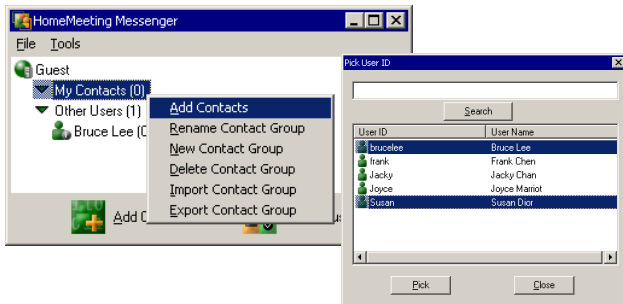 HomeMeeting Messenger
File Tools
Guest
My Contacts (0)
Other Users (1)
Bruce Lee (
Add Contacts
Rename Contact Group
New Contact Group
Delete Contact Group
Import Contact Group
Export Contact Group
Add
Pick User ID
Search
User ID User Name
brucelee Bruce Lee
frank Frank Chen
Jacky Jacky Chan
Joyce Joyce Marriot
Susan Susan Dior
Pick Close